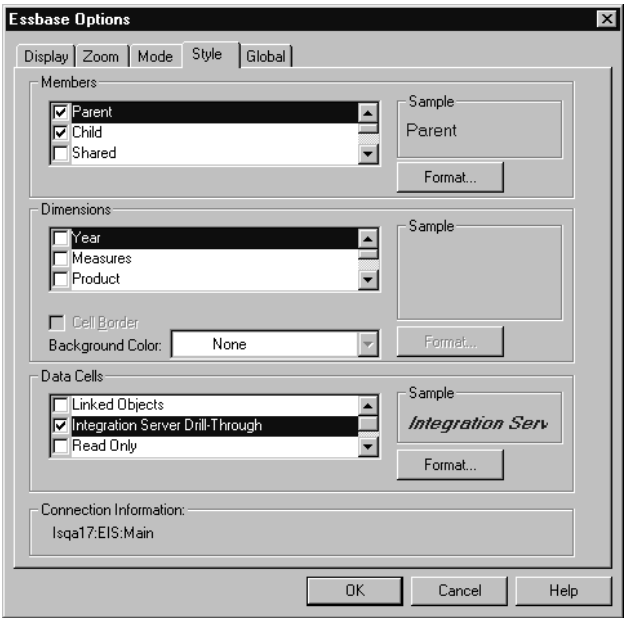 Essbase Options
Display Zoom Mode Style Global
Members
Parent
Child
Shared
Sample
Parent
Format...
Dimensions
Year
Measures
Product
Sample
Cell Border
Background Color: None
Format...
Data Cells
Linked Objects
Integration Server Drill-Through
Read Only
Sample
Integration Serv
Format...
Connection Information:
lsqa17:EIS:Main
OK Cancel Help